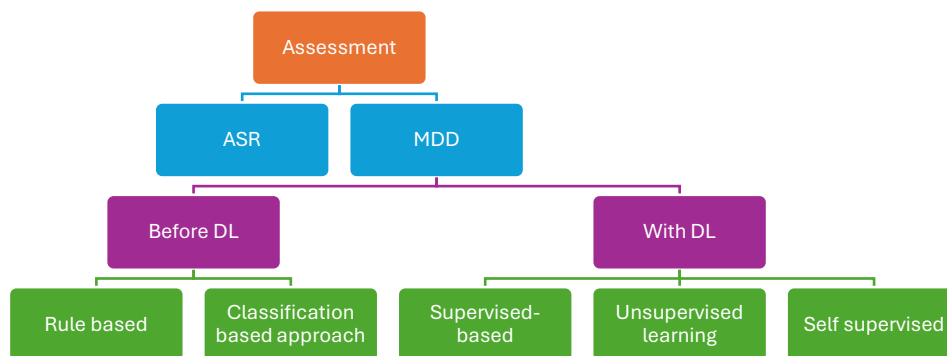 Assessment
ASR
MDD
Before DL
With DL
Rule based
Classification
based approach
Supervised-
based
Unsupervised
learning
Self supervised